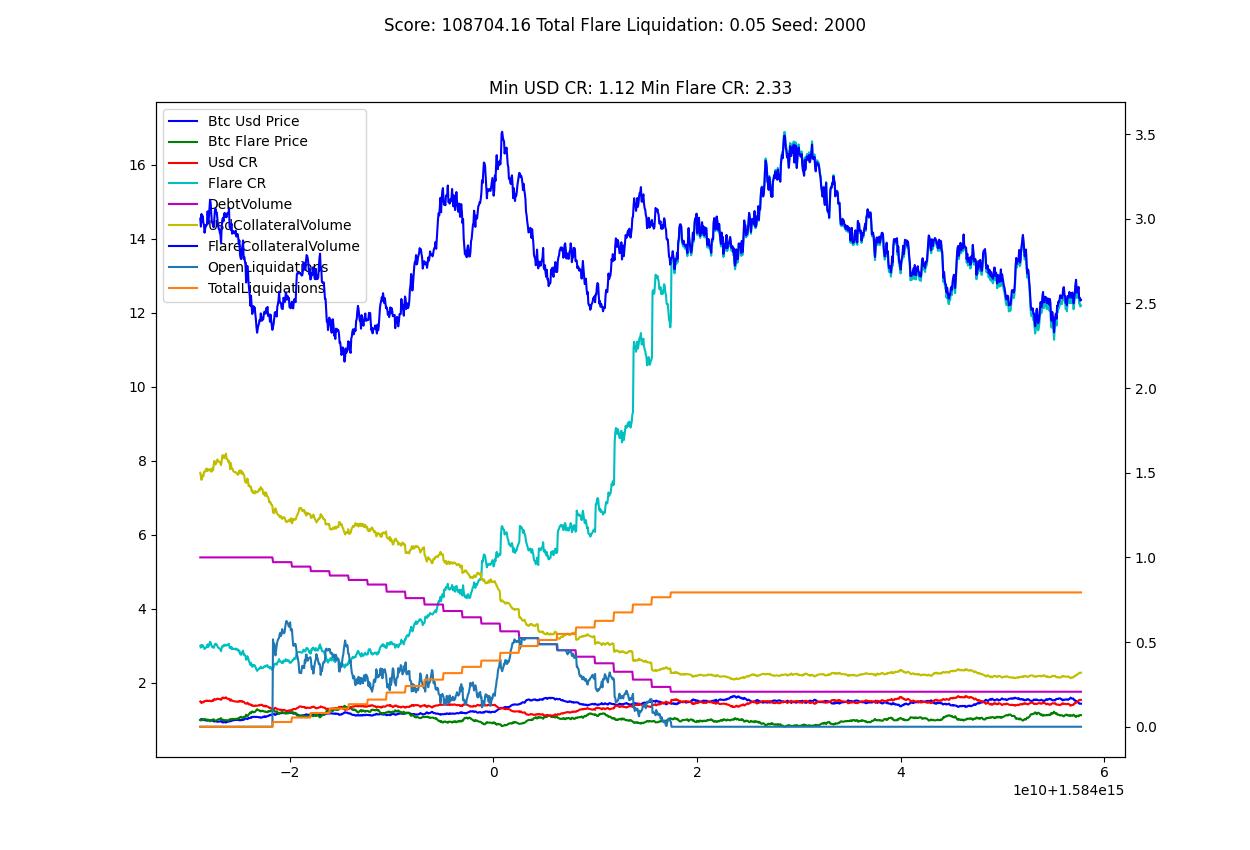 Score: 108704.16 Total Flare Liquidation: 0.05 Seed: 2000
Min USD CR: 1.12 Min Flare CR: 2.33
Btc Usd Price
Btc Flare Price
Usd CR
Flare CR
DebtVolume
UsdCollateralVolume
FlareCollateralVolume
OpenLiquidations
TotalLiquidations
16
14
12
10
8
6
4
2
3.5
3.0
2.5
2.0
1.5
1.0
0.5
0.0
−2 0 2 4 6
1e10+1.584e15